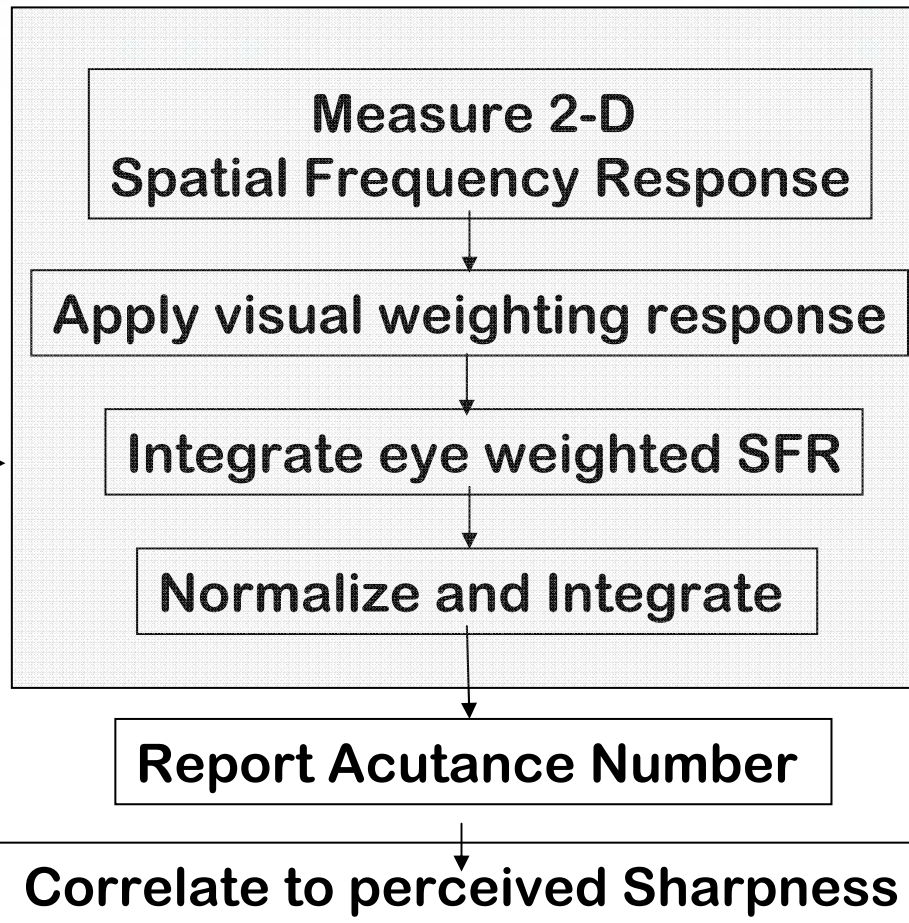 Measure 2-D
Spatial Frequency Response
Apply visual weighting response
Integrate eye weighted SFR
Normalize and Integrate
Report Acutance Number
Correlate to perceived Sharpness